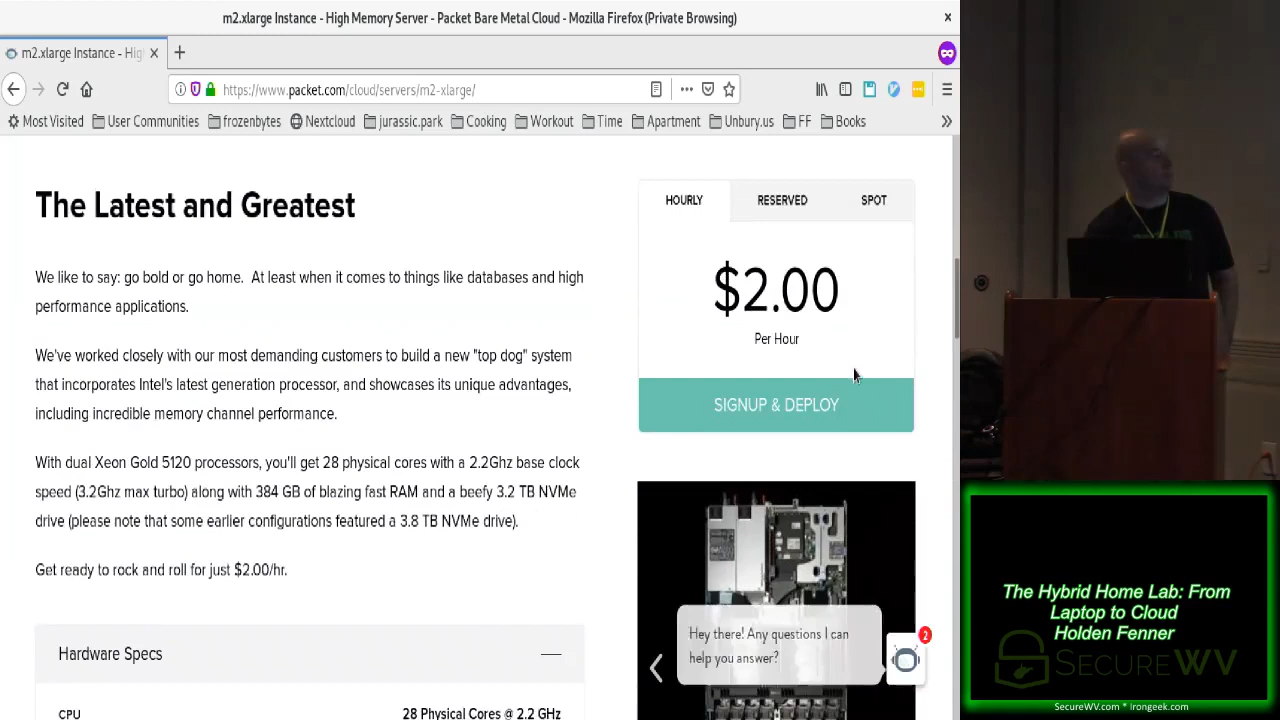 m2.xlarge Instance - High Memory Server - Packet Bare Metal Cloud - Mozilla Firefox (Private Browsing)
m2.xlarge Instance - Hig
https://www.packet.com/cloud/servers/m2-xlarge/
Most Visited User Communities frozenbytes Nextcloud jurassic.park Cooking Workout Time Apartment Unbury.us FF Books
The Latest and Greatest
We like to say: go bold or go home. At least when it comes to things like databases and high
performance applications.
We've worked closely with our most demanding customers to build a new "top dog" system
that incorporates Intel's latest generation processor, and showcases its unique advantages,
including incredible memory channel performance.
With dual Xeon Gold 5120 processors, you'll get 28 physical cores with a 2.2Ghz base clock
speed (3.2Ghz max turbo) along with 384 GB of blazing fast RAM and a beefy 3.2 TB NVMe
drive (please note that some earlier configurations featured a 3.8 TB NVMe drive).
Get ready to rock and roll for just $2.00/hr.
Hardware Specs
CPU 28 Physical Cores @ 2.2 GHz
HOURLY RESERVED SPOT
$2.00
Per Hour
SIGNUP & DEPLOY
Hey there! Any questions I can
help you answer?
2
The Hybrid Home Lab: From
Laptop to Cloud
Holden Fenner
SECUREWV
SecureWV.com * Irongeek.com